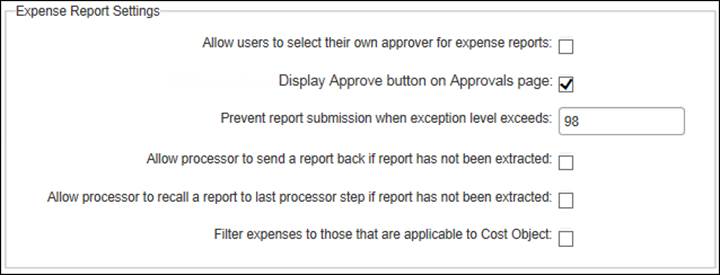 Expense Report Settings
Allow users to select their own approver for expense reports:
Display Approve button on Approvals page:
Prevent report submission when exception level exceeds: 98
Allow processor to send a report back if report has not been extracted:
Allow processor to recall a report to last processor step if report has not been extracted:
Filter expenses to those that are applicable to Cost Object: